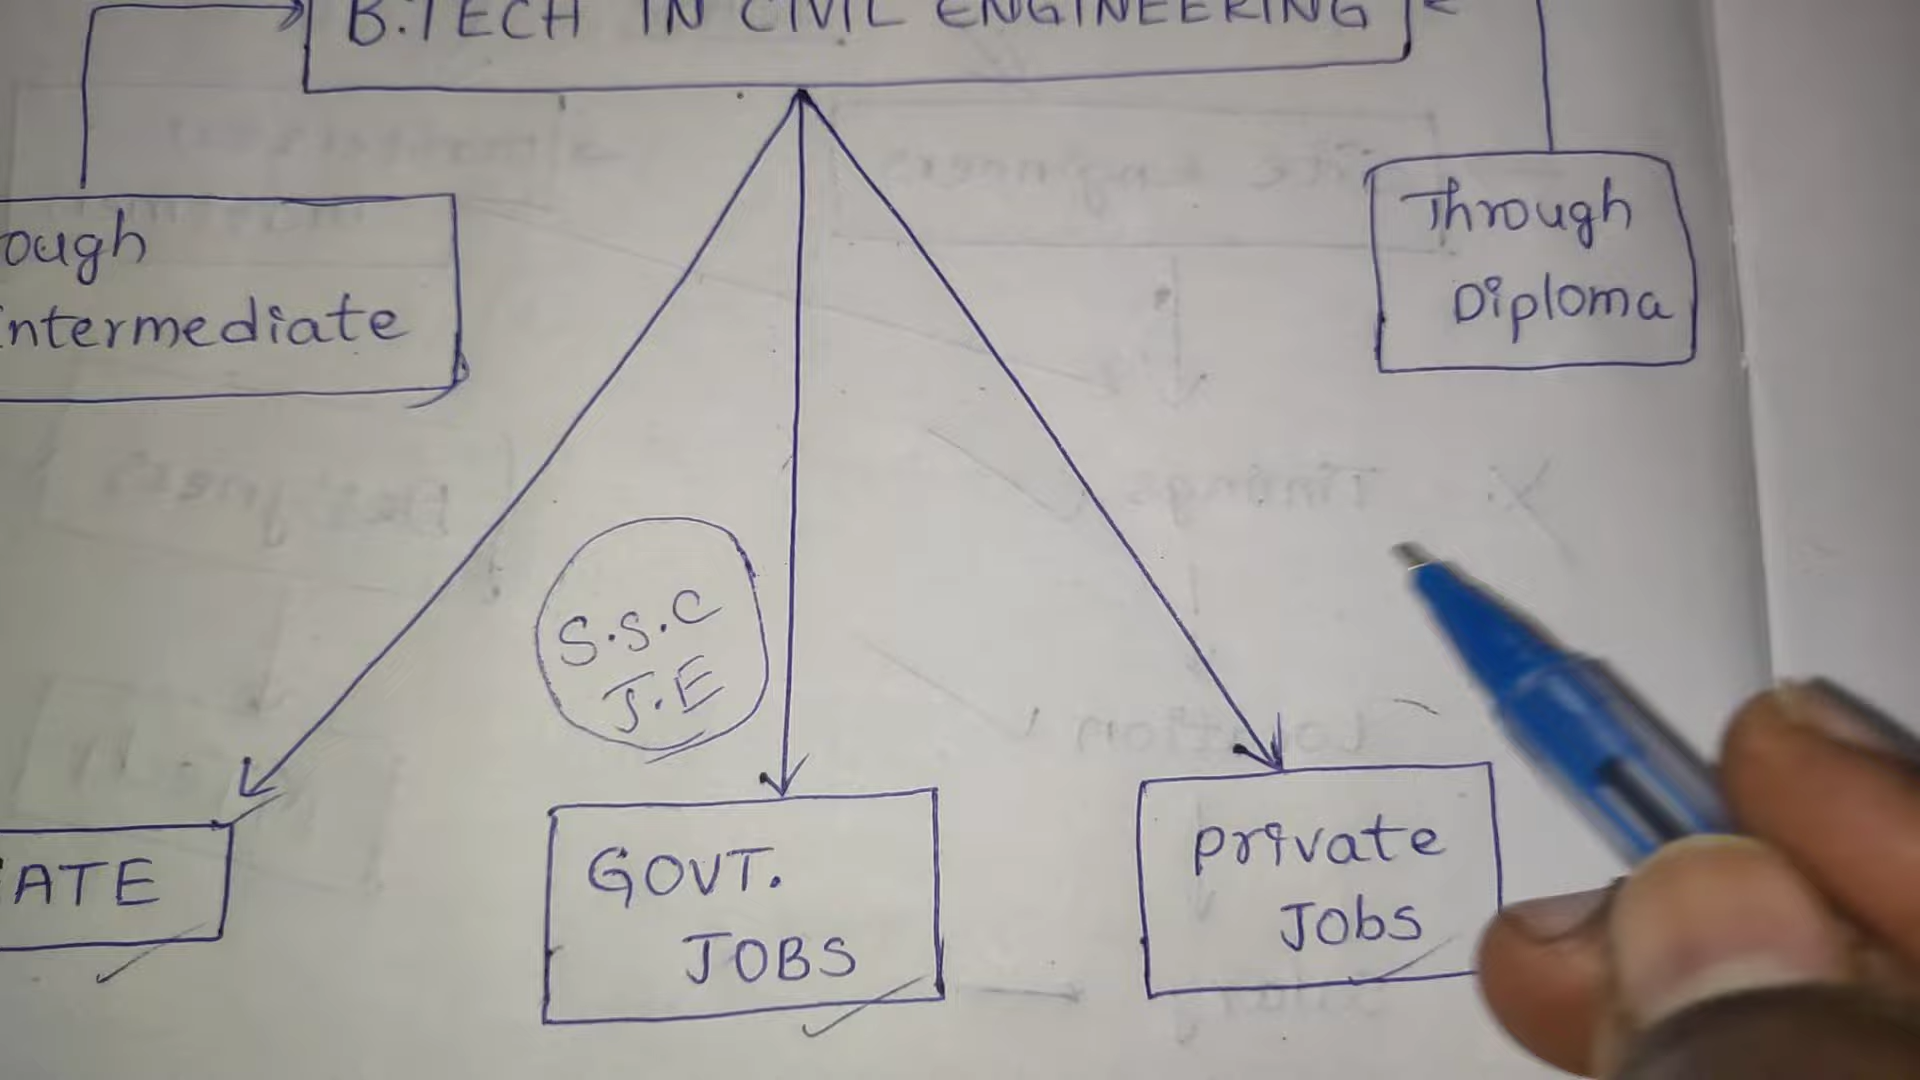 B.TECH IN CIVIL ENGINEERING
ough
intermediate
Through
Diploma
S.S.C
J.E
ATE
GOVT.
JOBS
private
Jobs